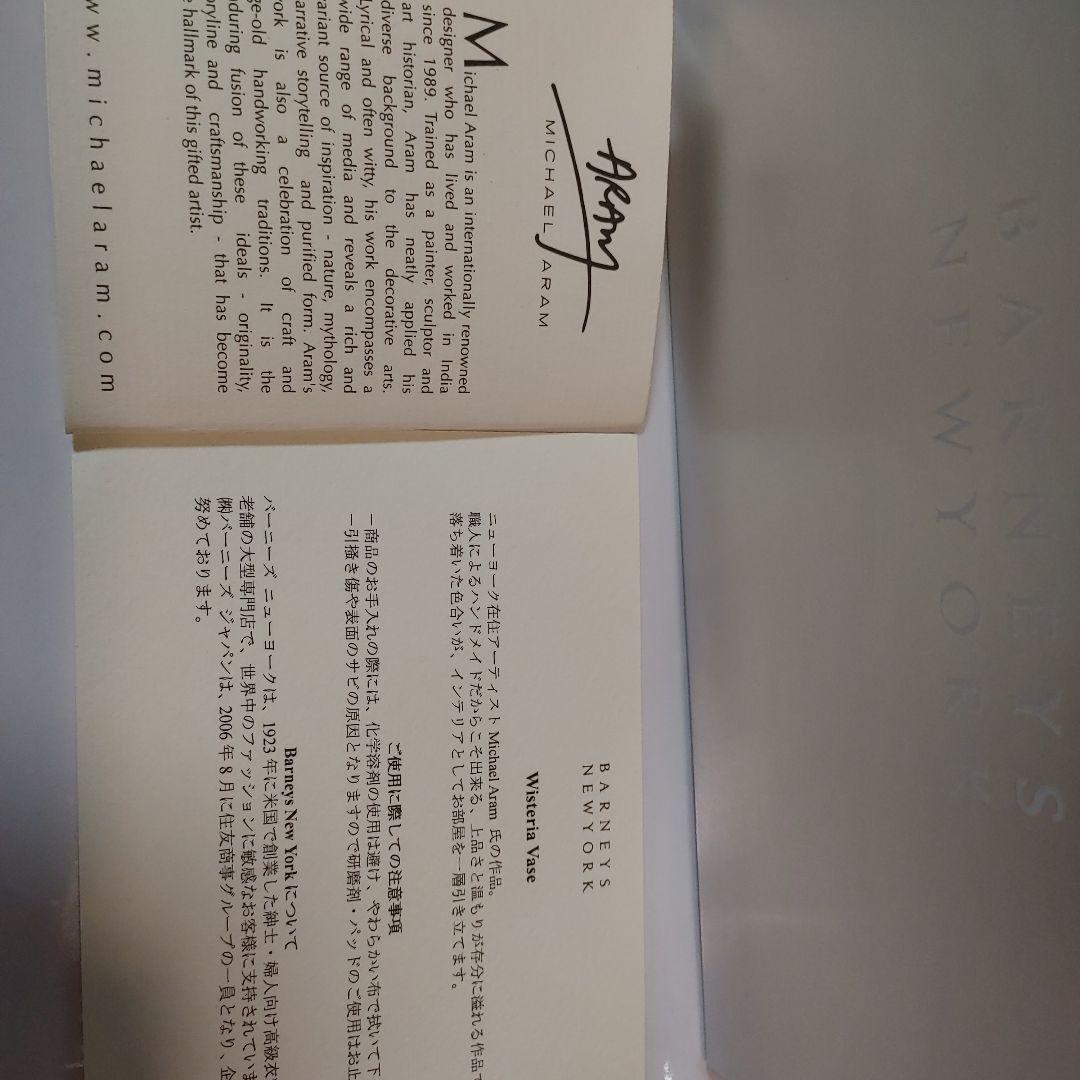 ARAM
MICHAEL ARAM
Michael Aram is an internationally renowned
designer who has lived and worked in India
since 1989. Trained as a painter, sculptor and
art historian, Aram has neatly applied his
diverse background to the decorative arts.
Lyrical and often witty, his work encompasses a
wide range of media and reveals a rich and
variant source of inspiration - nature, mythology,
narrative storytelling and purified form. Aram's
work is also a celebration of craft and
age-old handworking traditions. It is the
enduring fusion of these ideals - originality,
storyline and craftsmanship - that has become
hallmark of this gifted artist.
w.michaelaram.com
BARNEYS
NEWYORK
Wisteria Vase
ニューヨーク在住アーティスト Michael Aram 氏の作品。
職人によるハンドメイドだからこそ出来る、上品さと温もりが存分に溢れる作品で
落ち着いた色合いが、インテリアとしてお部屋を一層引き立てます。
ご使用に際しての注意事項
－商品のお手入れの際には、化学溶剤の使用は避け、やわらかい布で拭いて下
－引掻き傷や表面のサビの原因となりますので研磨剤・パッドのご使用はお止
Barneys New York について
バーニーズ ニューヨークは、1923 年に米国で創業した紳士・婦人向け高級衣
老舗の大型専門店で、世界中のファッションに敏感なお客様に支持されていま
㈱バーニーズ ジャパンは、2006 年 8 月に住友商事グループの一員となり、企
努めております。
BARNEYS
NEWYORK